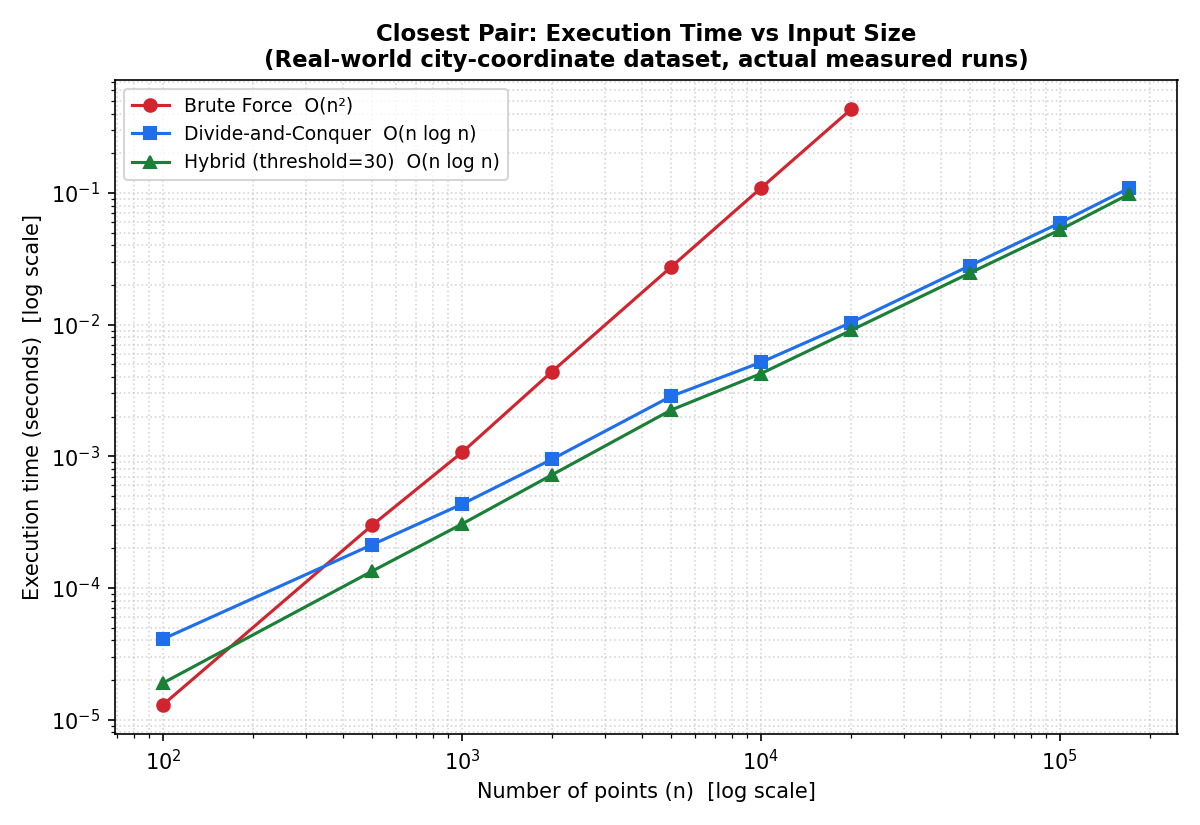 Closest Pair: Execution Time vs Input Size
(Real-world city-coordinate dataset, actual measured runs)
Brute Force O(n²)
Divide-and-Conquer O(n log n)
Hybrid (threshold=30) O(n log n)
Execution time (seconds) [log scale]
10⁻¹
10⁻²
10⁻³
10⁻⁴
10⁻⁵
10²
10³
10⁴
10⁵
Number of points (n) [log scale]